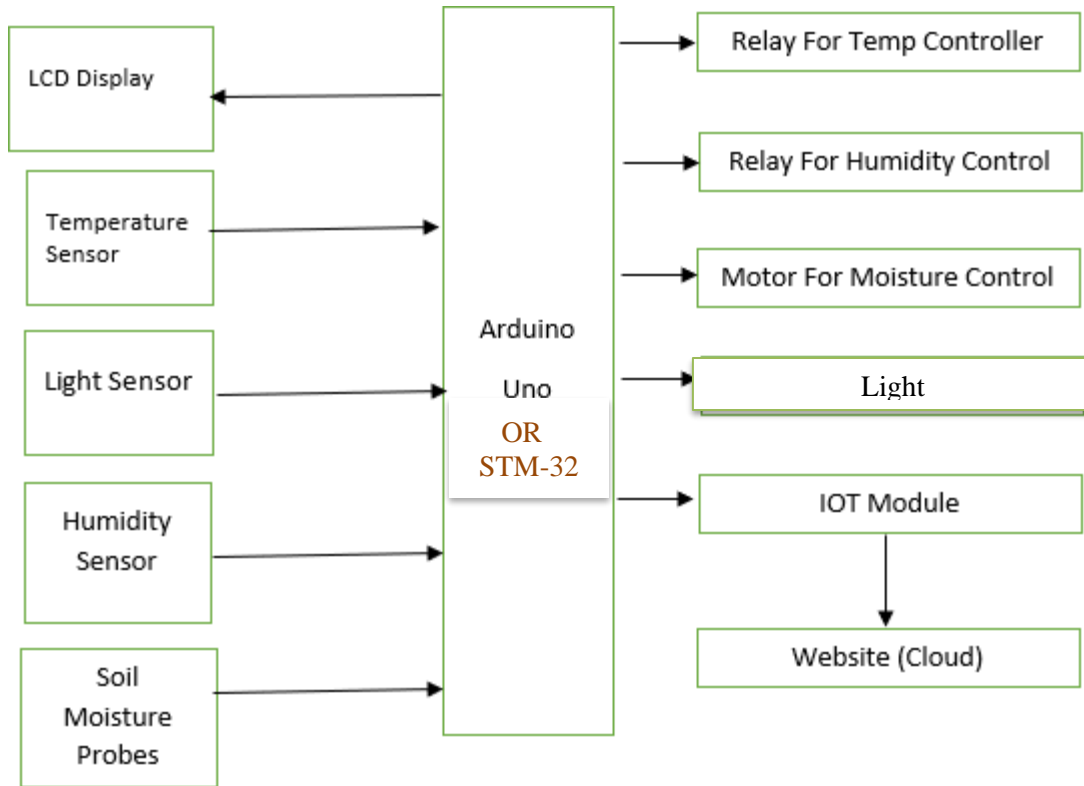 LCD Display
Temperature
Sensor
Light Sensor
Humidity
Sensor
Soil
Moisture
Probes
Arduino
Uno
OR
STM-32
Relay For Temp Controller
Relay For Humidity Control
Motor For Moisture Control
Light
IOT Module
Website (Cloud)